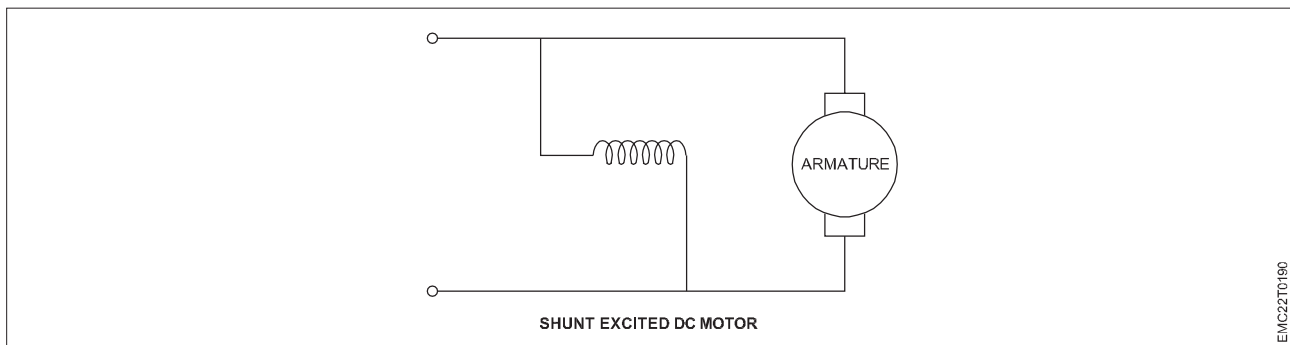 ARMATURE
SHUNT EXCITED DC MOTOR
EMC22T0190